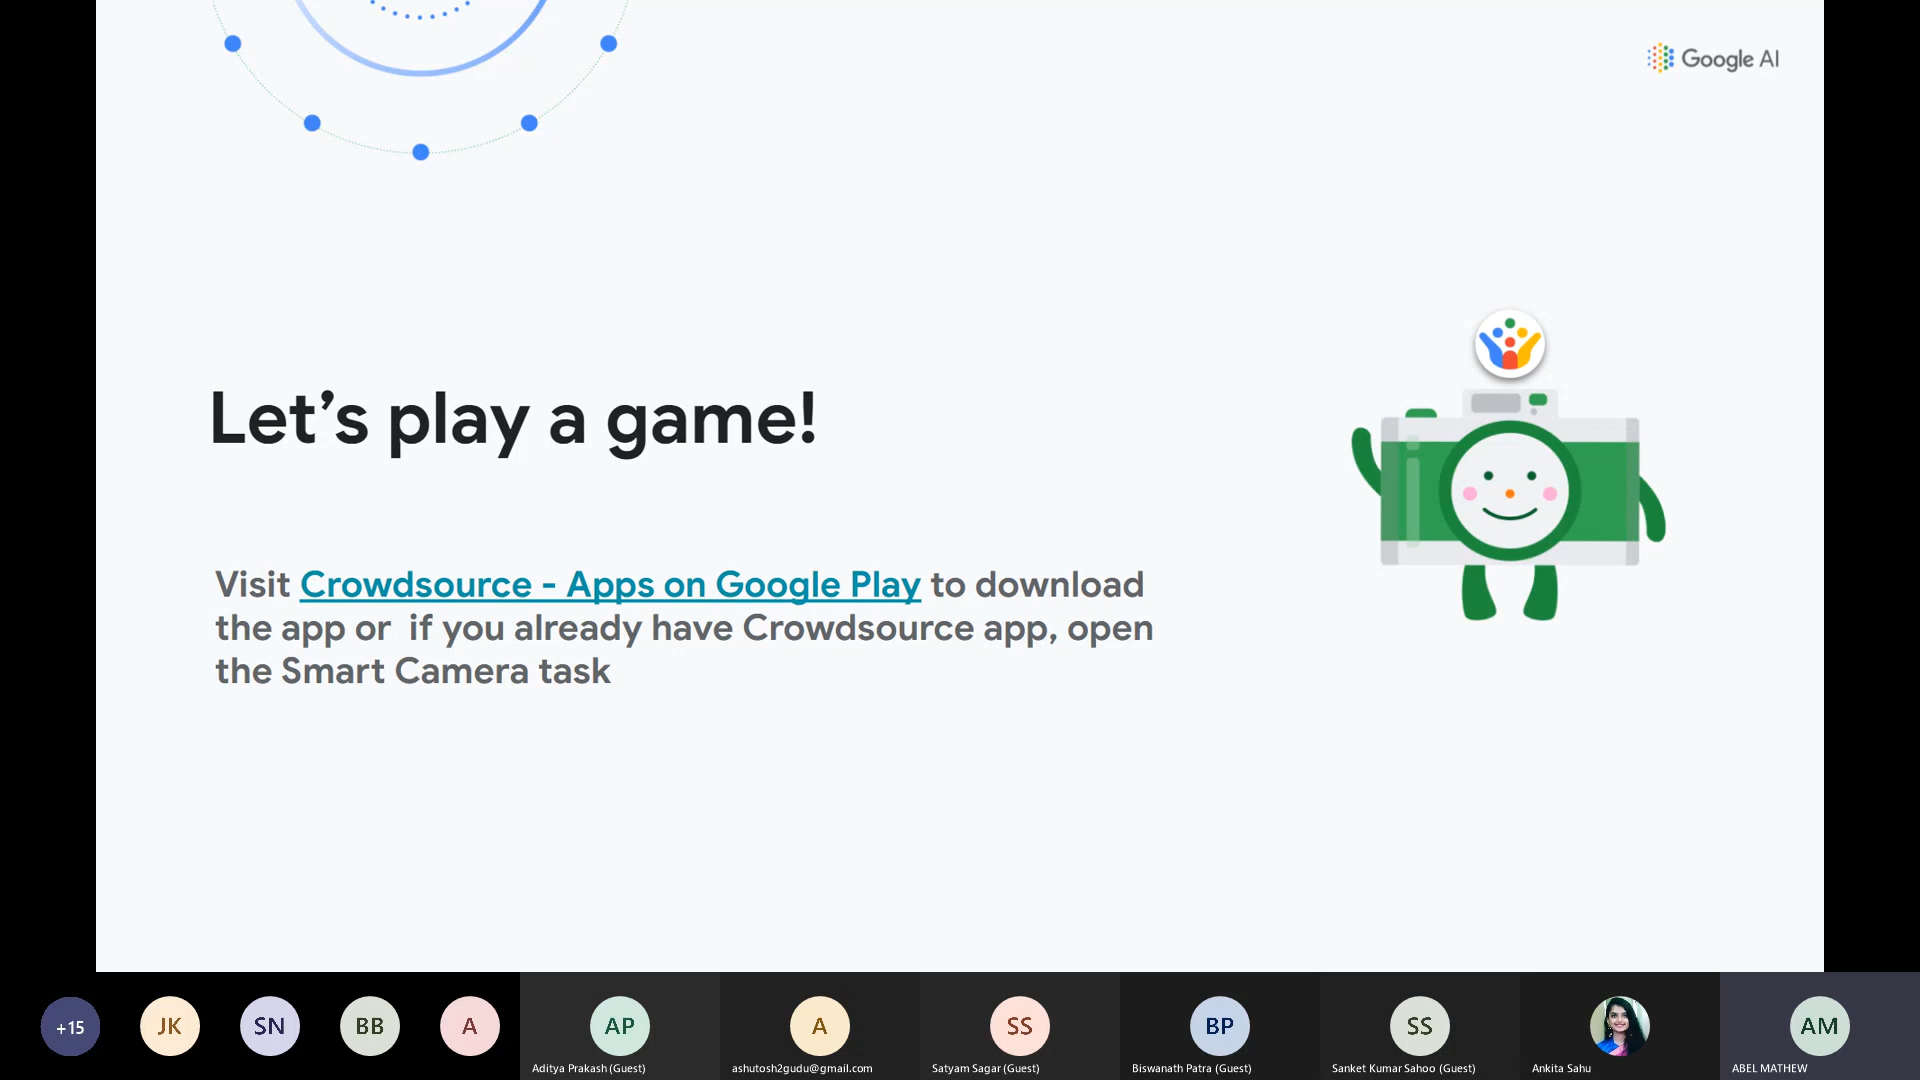 Google AI
Let’s play a game!
Visit Crowdsource - Apps on Google Play to download
the app or  if you already have Crowdsource app, open
the Smart Camera task
+15
JK
SN
BB
A
AP
A
SS
BP
SS
AM
Aditya Prakash (Guest)
ashutosh2gudu@gmail.com
Satyam Sagar (Guest)
Biswanath Patra (Guest)
Sanket Kumar Sahoo (Guest)
Ankita Sahu
ABEL MATHEW